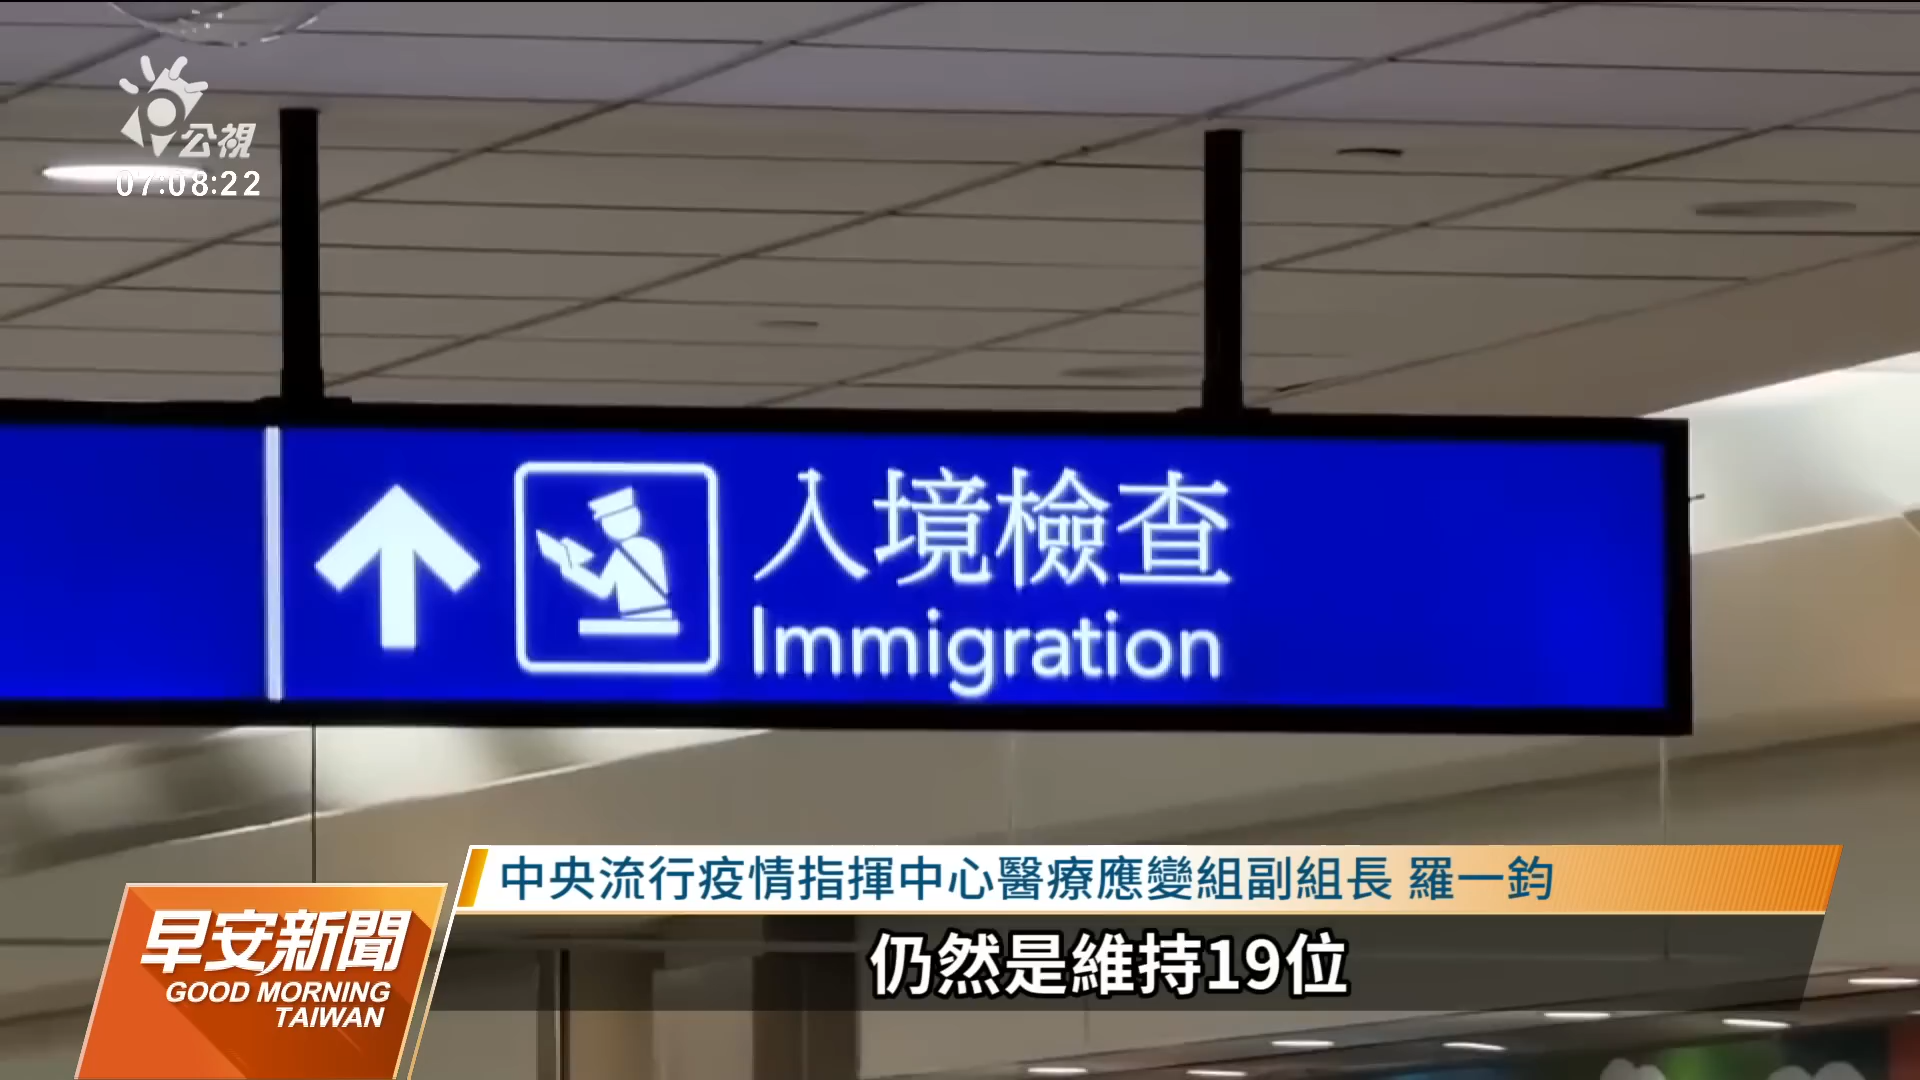 公視
07:08:22
入境檢查
Immigration
中央流行疫情指揮中心醫療應變組副組長 羅一鈞
仍然是維持19位
早安新聞
GOOD MORNING
TAIWAN